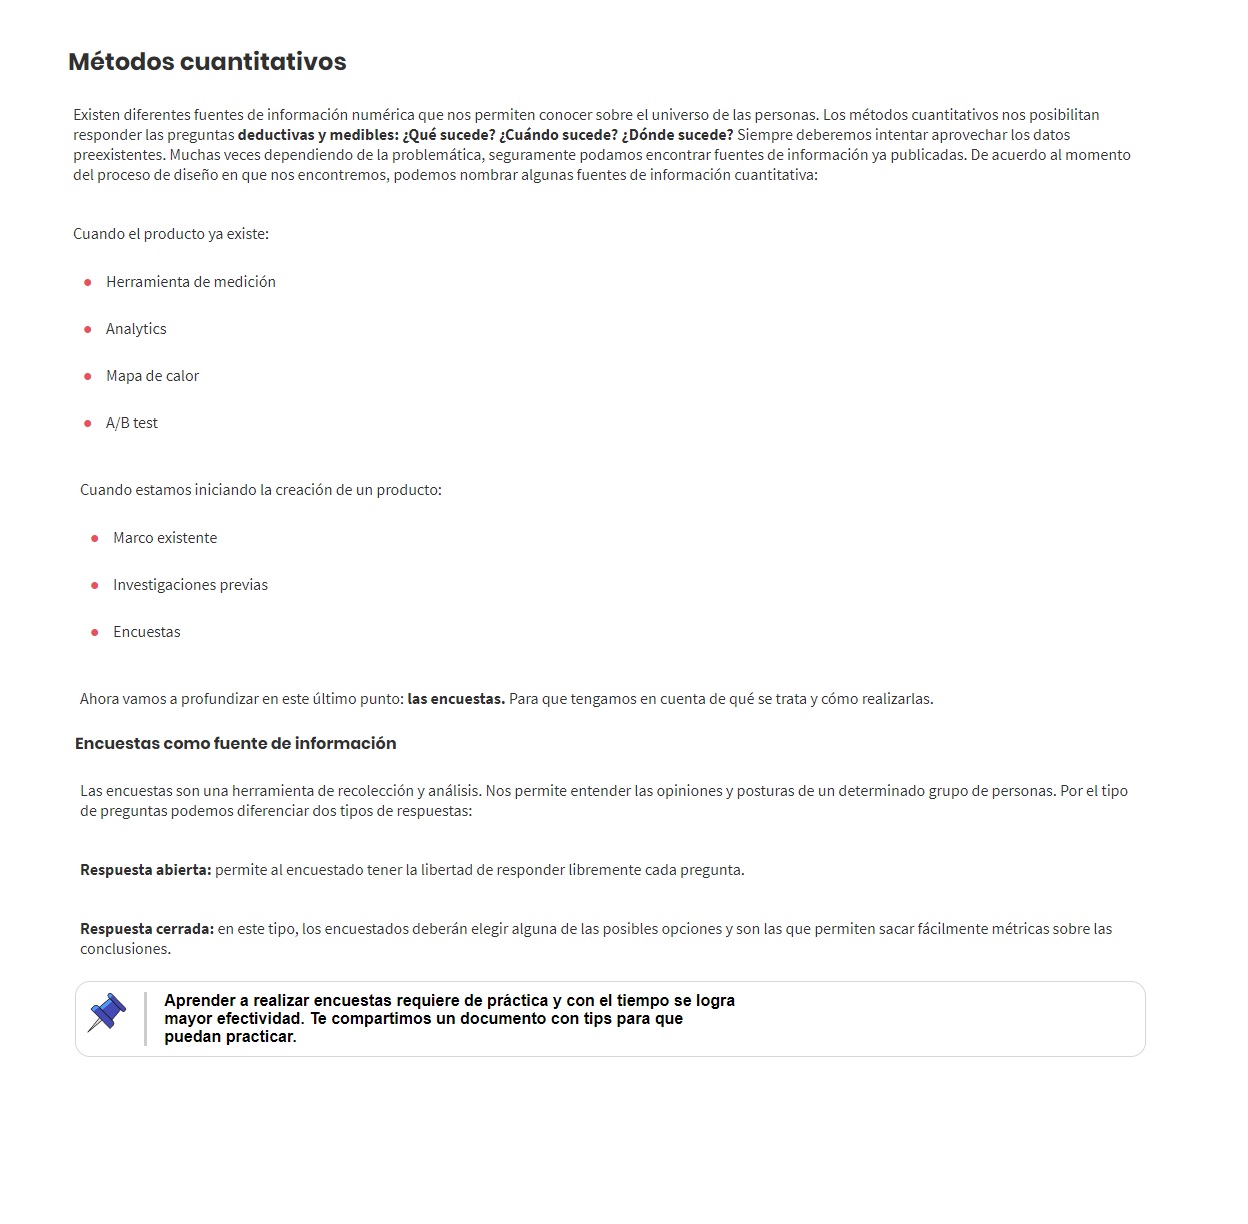 Métodos cuantitativos
Existen diferentes fuentes de información numérica que nos permiten conocer sobre el universo de las personas. Los métodos cuantitativos nos posibilitan
responder las preguntas deductivas y medibles: ¿Qué sucede? ¿Cuándo sucede? ¿Dónde sucede? Siempre deberemos intentar aprovechar los datos
preexistentes. Muchas veces dependiendo de la problemática, seguramente podamos encontrar fuentes de información ya publicadas. De acuerdo al momento
del proceso de diseño en que nos encontremos, podemos nombrar algunas fuentes de información cuantitativa:
Cuando el producto ya existe:
● Herramienta de medición
● Analytics
● Mapa de calor
● A/B test
Cuando estamos iniciando la creación de un producto:
● Marco existente
● Investigaciones previas
● Encuestas
Ahora vamos a profundizar en este último punto: las encuestas. Para que tengamos en cuenta de qué se trata y cómo realizarlas.
Encuestas como fuente de información
Las encuestas son una herramienta de recolección y análisis. Nos permite entender las opiniones y posturas de un determinado grupo de personas. Por el tipo
de preguntas podemos diferenciar dos tipos de respuestas:
Respuesta abierta: permite al encuestado tener la libertad de responder libremente cada pregunta.
Respuesta cerrada: en este tipo, los encuestados deberán elegir alguna de las posibles opciones y son las que permiten sacar fácilmente métricas sobre las
conclusiones.
Aprender a realizar encuestas requiere de práctica y con el tiempo se logra
mayor efectividad. Te compartimos un documento con tips para que
puedan practicar.